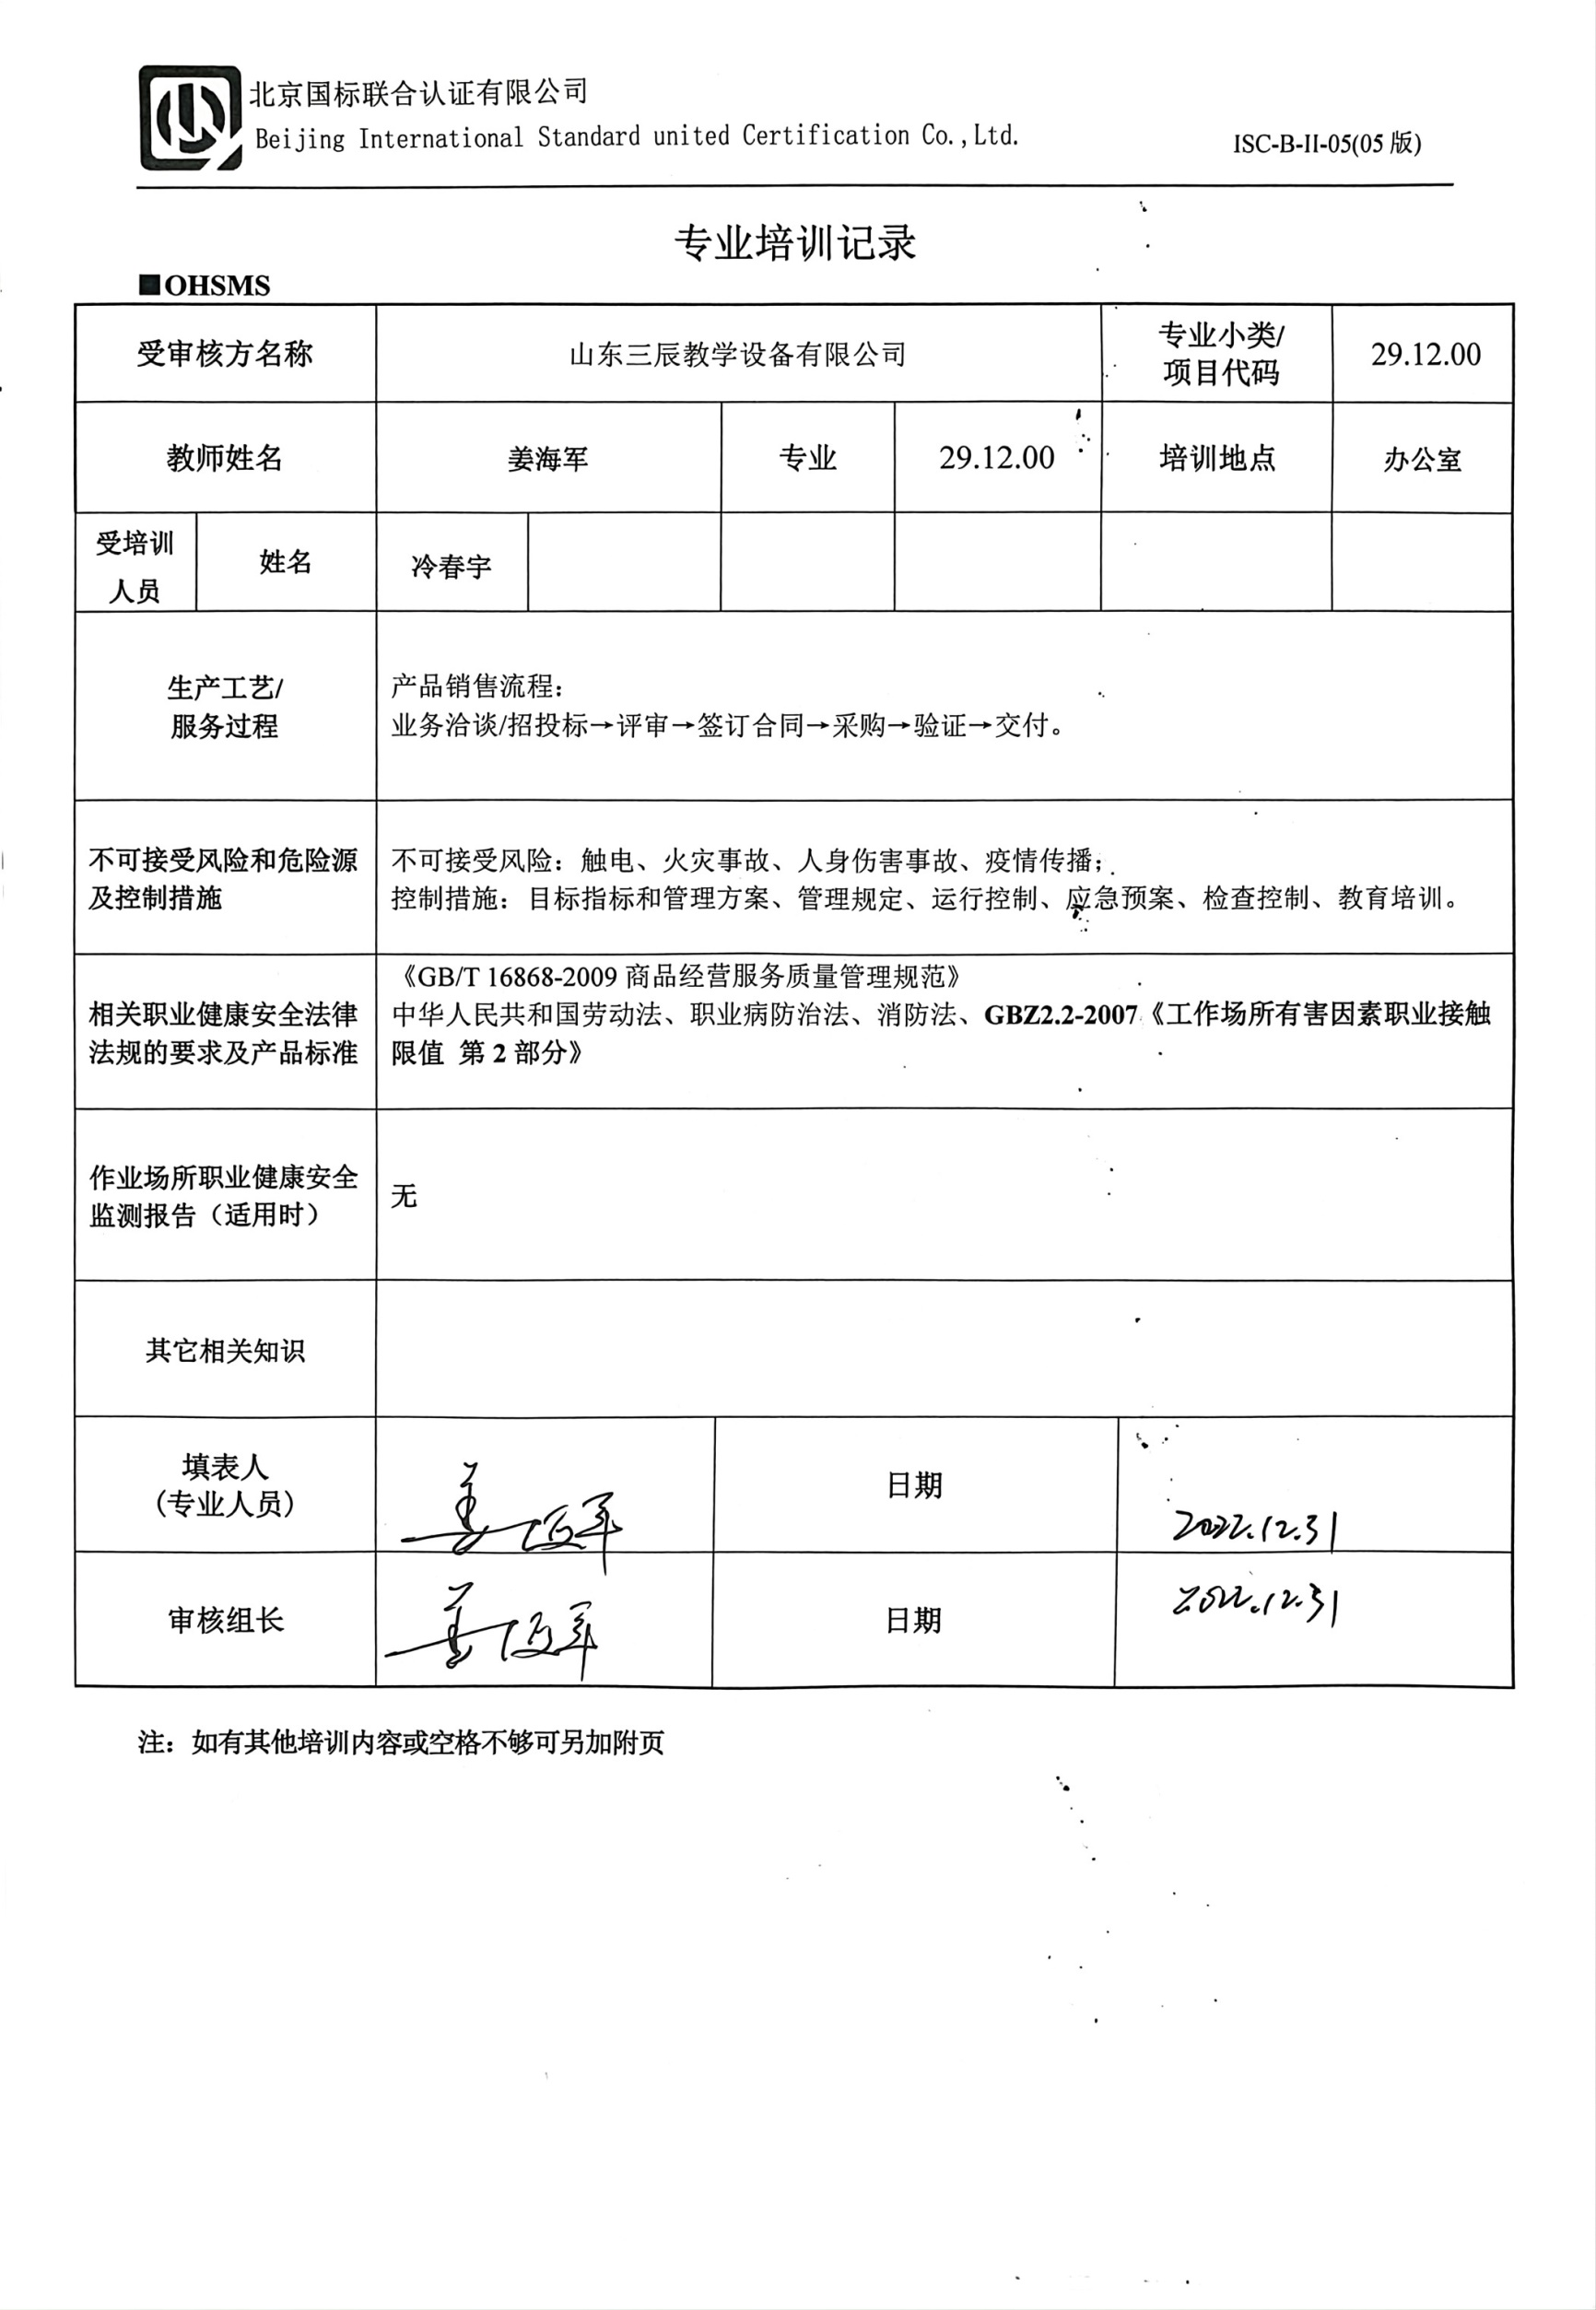 北京国标联合认证有限公司
Beijing International Standard united Certification Co.,Ltd.
ISC-B-II-05(05 版)
专业培训记录
■OHSMS
受审核方名称
山东三辰教学设备有限公司
专业小类/
项目代码
29.12.00
教师姓名
姜海军
专业
29.12.00
培训地点
办公室
受培训
人员
姓名
冷春宇
生产工艺/
服务过程
产品销售流程：
业务洽谈/招投标→评审→签订合同→采购→验证→交付。
不可接受风险和危险源
及控制措施
不可接受风险：触电、火灾事故、人身伤害事故、疫情传播；
控制措施：目标指标和管理方案、管理规定、运行控制、应急预案、检查控制、教育培训。
相关职业健康安全法律
法规的要求及产品标准
《GB/T 16868-2009 商品经营服务质量管理规范》
中华人民共和国劳动法、职业病防治法、消防法、GBZ2.2-2007《工作场所有害因素职业接触
限值 第 2 部分》
作业场所职业健康安全
监测报告（适用时）
无
其它相关知识
填表人
（专业人员）
姜海军
日期
2022.12.31
审核组长
姜海军
日期
2022.12.31
注：如有其他培训内容或空格不够可另加附页